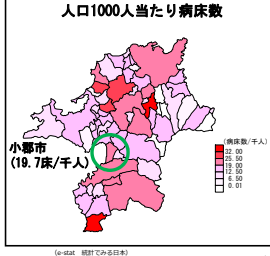 人口1000人当たり病床数
小郡市
(19.7床/千人)
(病床数/千人)
32.00
25.50
19.00
12.50
6.50
0.01
(e-stat 統計でみる日本)